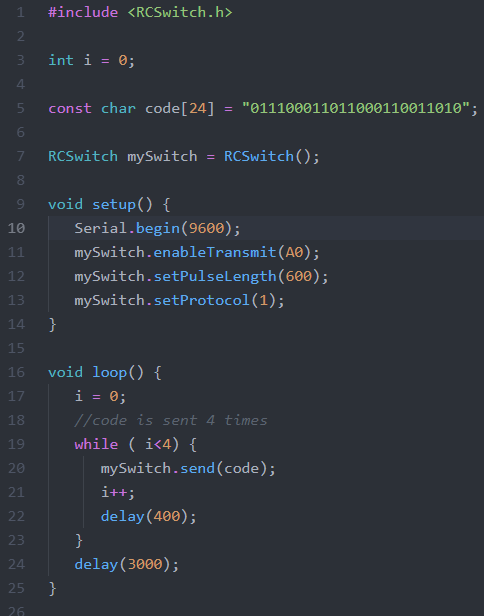 1 #include <RCSwitch.h>
2
3 int i = 0;
4
5 const char code[24] = "011100011011000110011010";
6
7 RCSwitch mySwitch = RCSwitch();
8
9 void setup() {
10 Serial.begin(9600);
11 mySwitch.enableTransmit(A0);
12 mySwitch.setPulseLength(600);
13 mySwitch.setProtocol(1);
14 }
15
16 void loop() {
17 i = 0;
18 //code is sent 4 times
19 while ( i<4) {
20 mySwitch.send(code);
21 i++;
22 delay(400);
23 }
24 delay(3000);
25 }
26